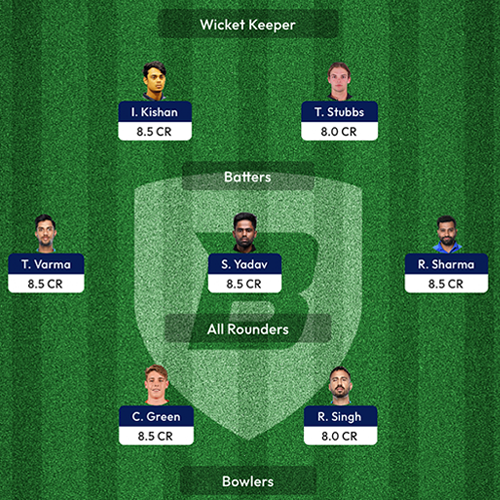 Wicket Keeper
I. Kishan
8.5 CR
T. Stubbs
8.0 CR
Batters
T. Varma
8.5 CR
S. Yadav
8.5 CR
R. Sharma
8.5 CR
All Rounders
B
C. Green
8.5 CR
R. Singh
8.0 CR
Bowlers